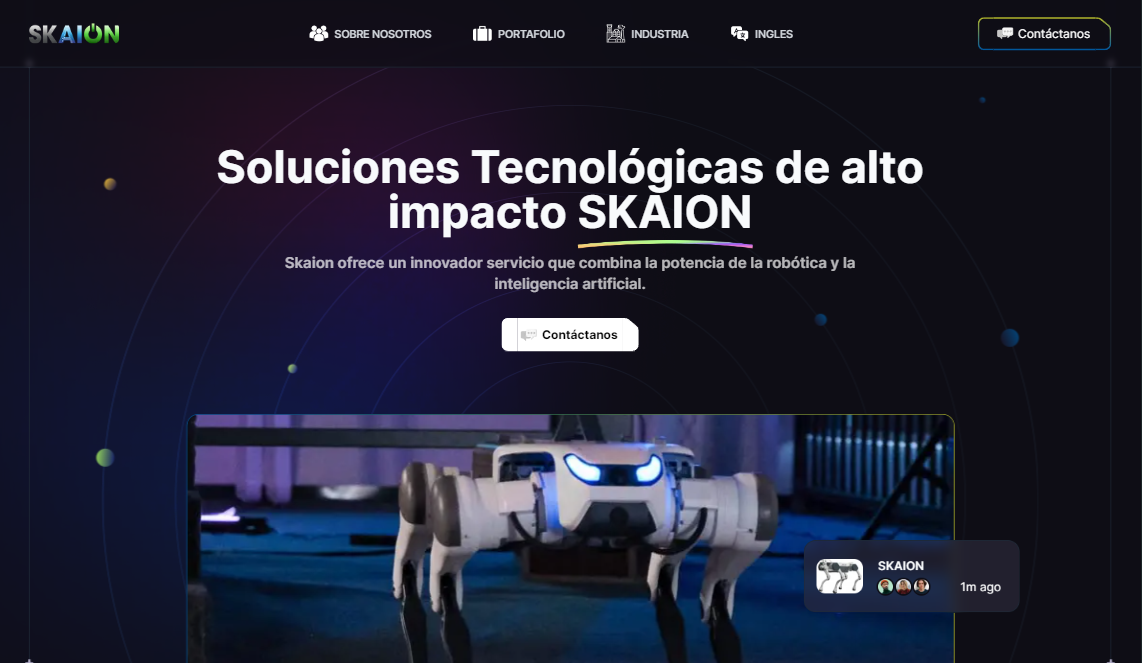 SKAION
SOBRE NOSOTROS
PORTAFOLIO
INDUSTRIA
INGLES
Contáctanos
Soluciones Tecnológicas de alto
impacto SKAION
Skaion ofrece un innovador servicio que combina la potencia de la robótica y la
inteligencia artificial.
Contáctanos
SKAION
1m ago